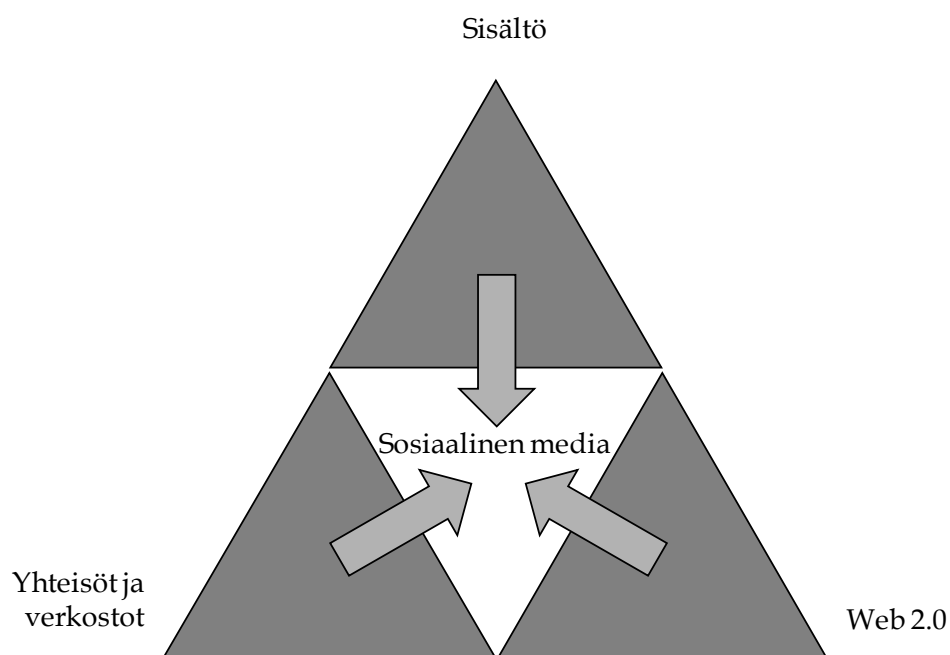 Sisältö
Sosiaalinen media
Yhteisöt ja
verkostot
Web 2.0